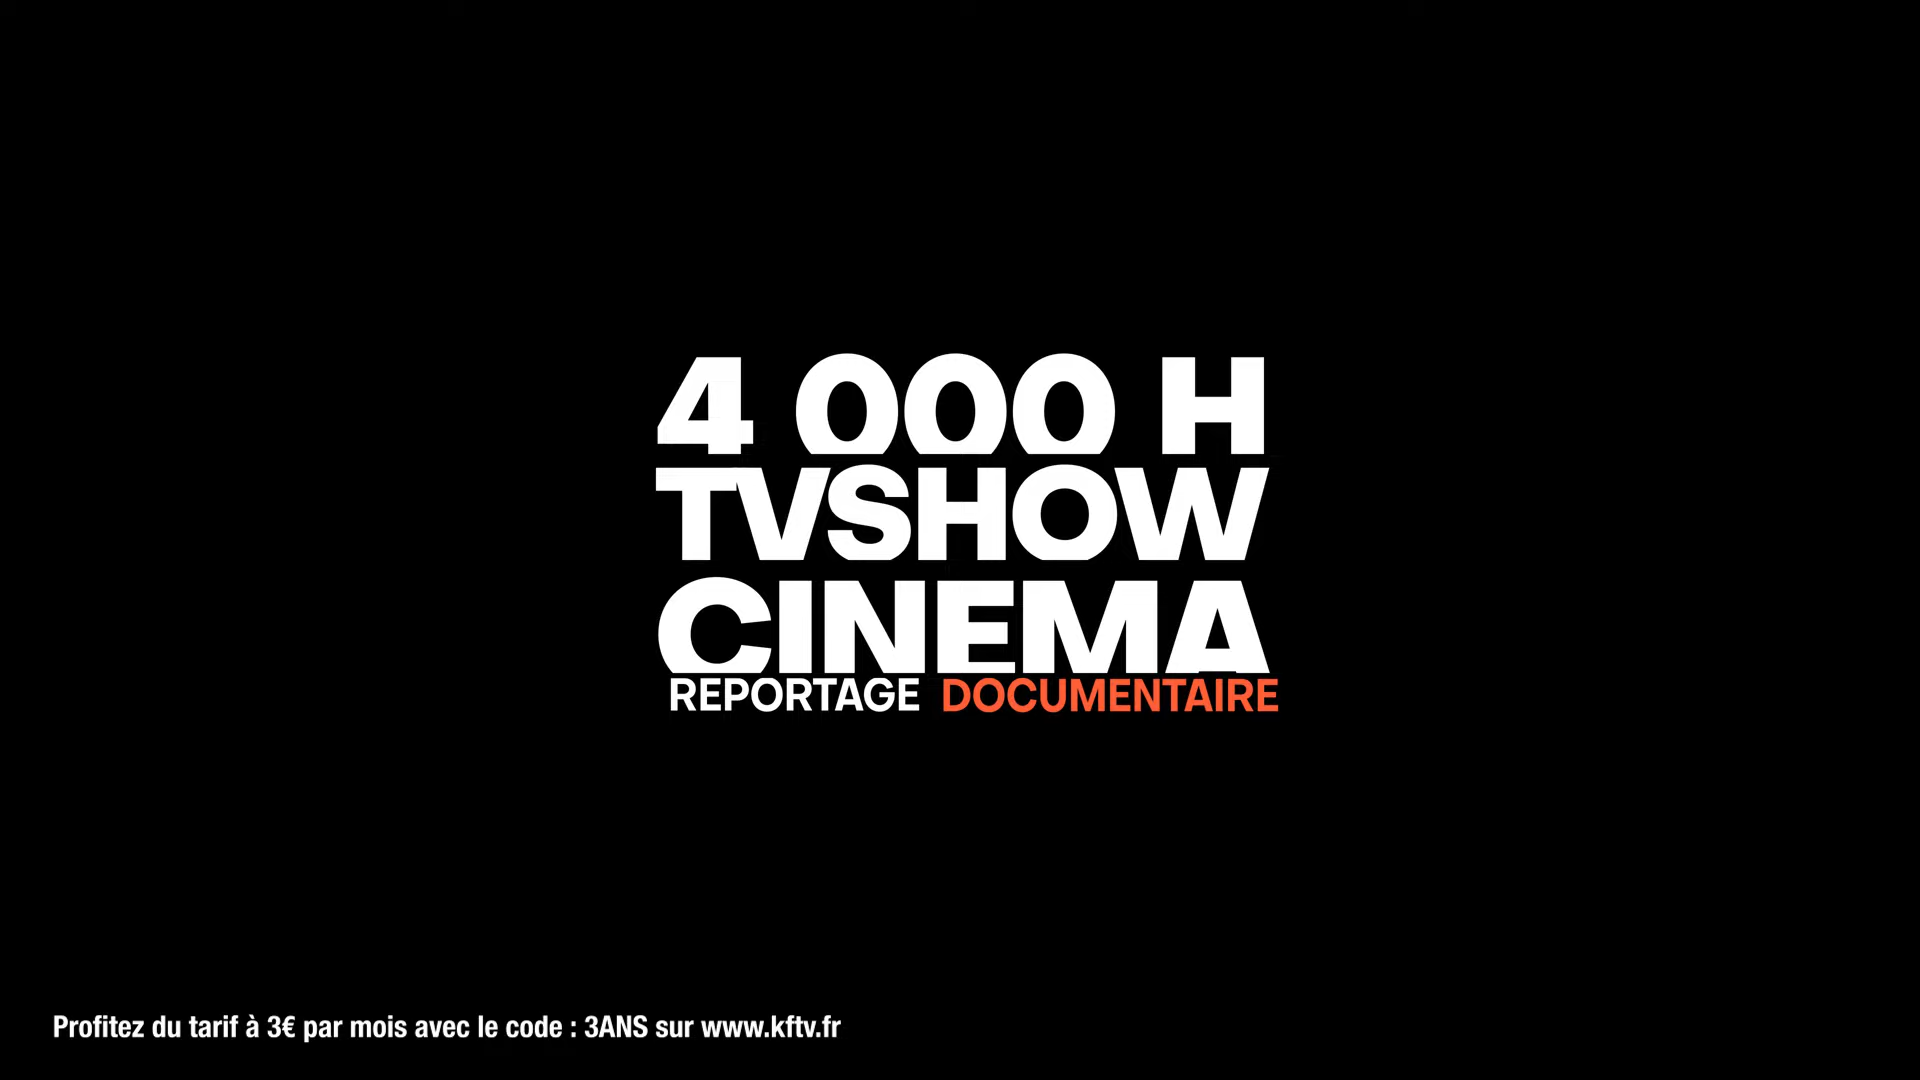 4 000 H
TVSHOW
CINEMA
REPORTAGE DOCUMENTAIRE
Profitez du tarif à 3€ par mois avec le code : 3ANS sur www.kftv.fr